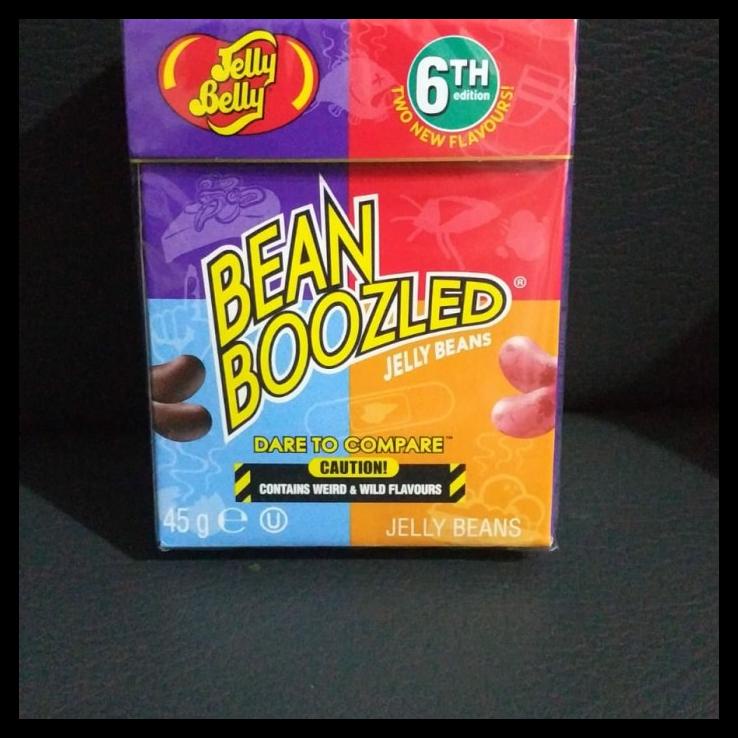 Jelly
Belly
6TH
edition
TWO NEW FLAVOURS!
BEAN
BOOZLED®
JELLY BEANS
DARE TO COMPARE™
CAUTION!
CONTAINS WEIRD & WILD FLAVOURS
45 g ℮ U
JELLY BEANS